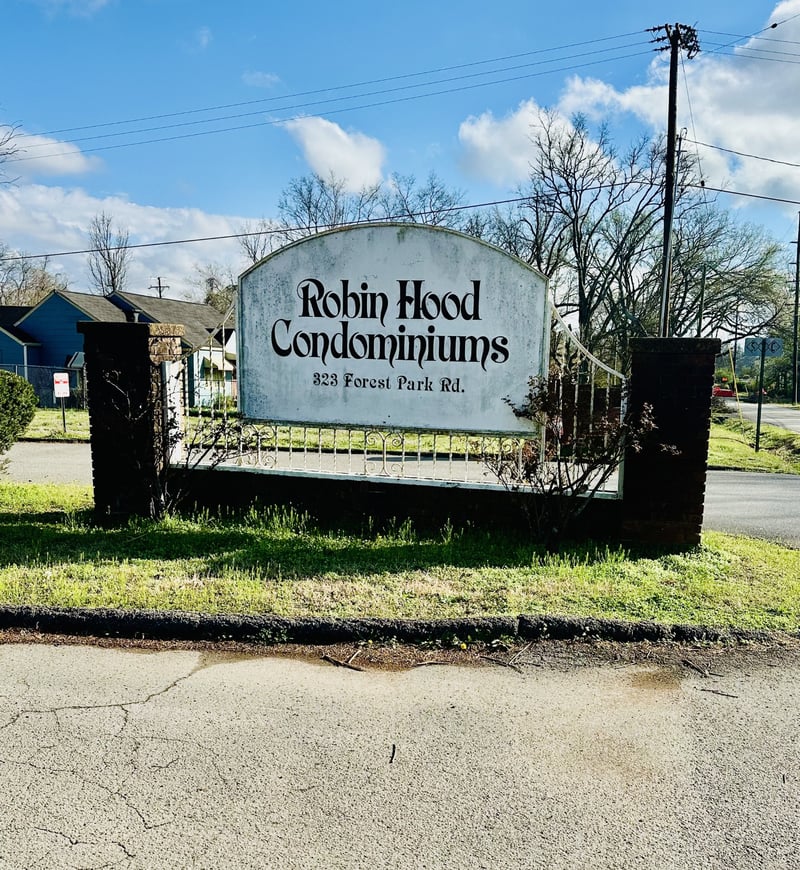 Robin Hood
Condominiums
323 Forest Park Rd.